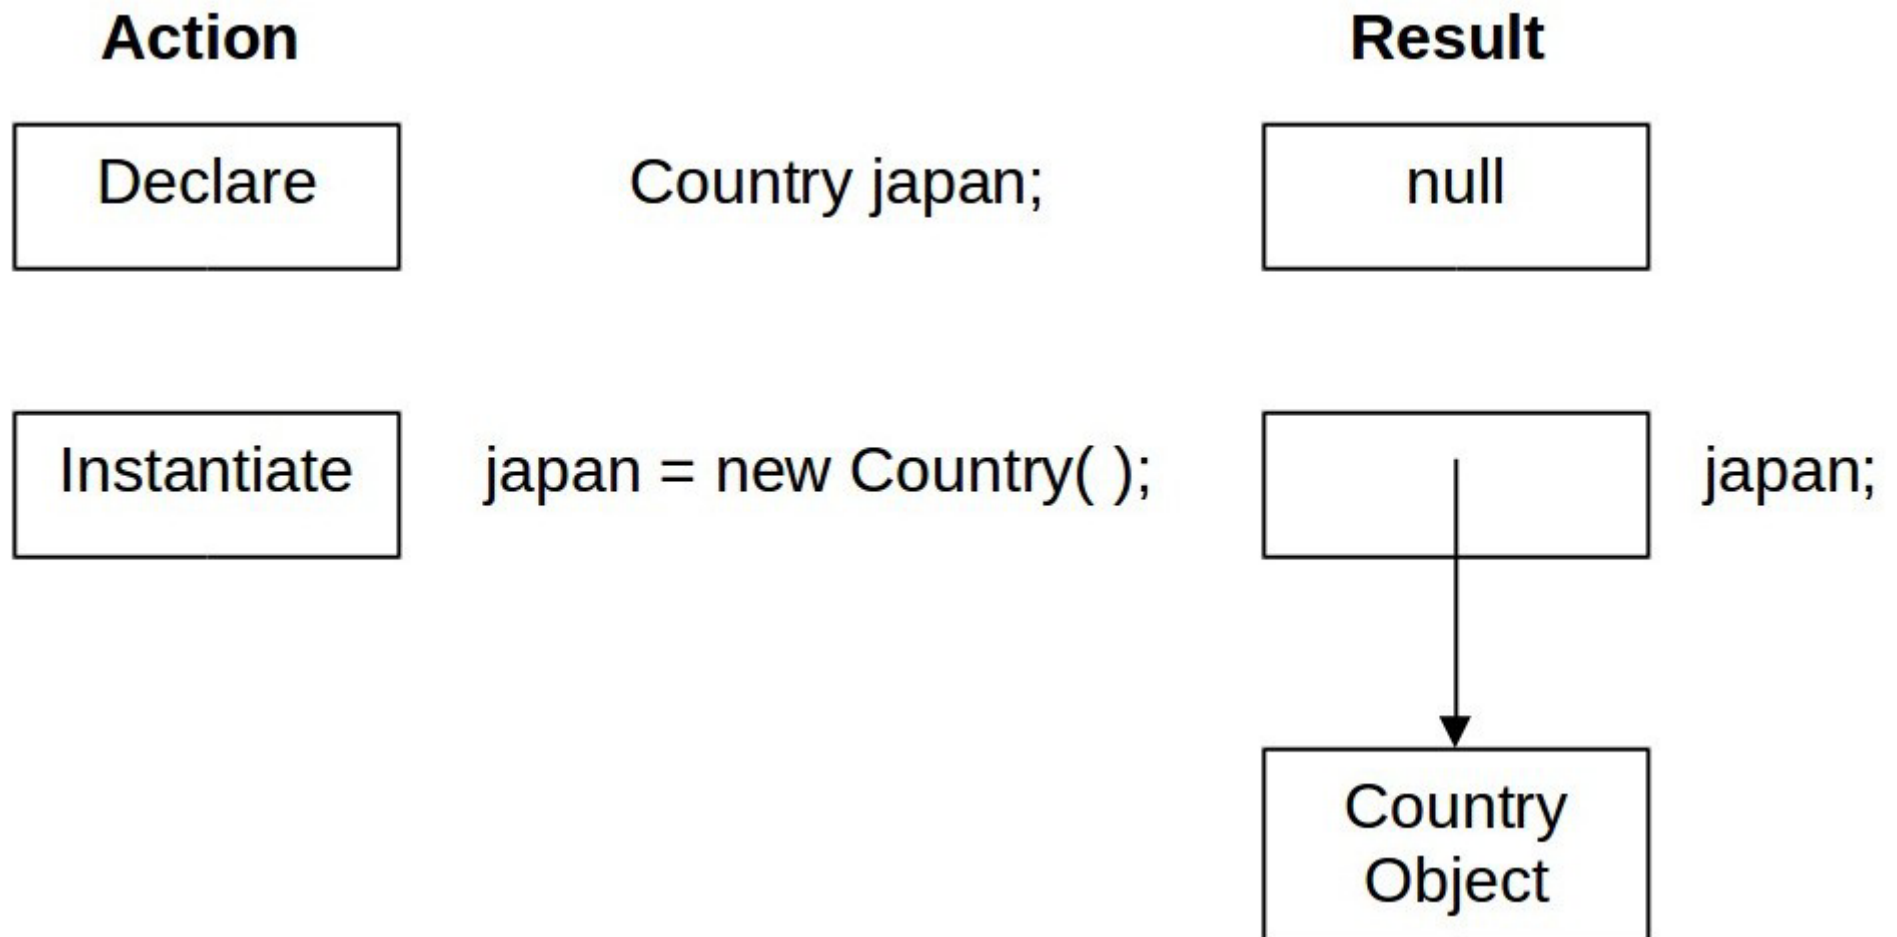 Action
Result
Declare
Country japan;
null
Instantiate
japan = new Country( );
japan;
Country
Object